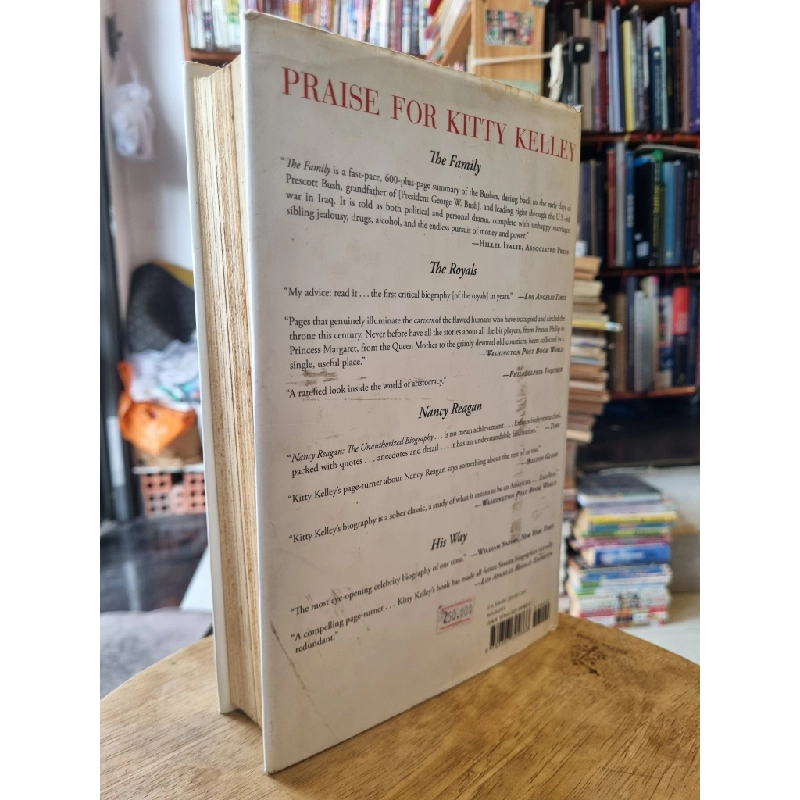 PRAISE FOR KITTY KELLEY
The Family
"The Family is a fast-pace, 600-plus-page summary of the Bushes, dating back to the early days of
Prescott Bush, grandfather of [President George W. Bush], and leading right through the U.S.-led
war in Iraq. It is told as both political and personal drama, complete with unhappy marriages,
sibling jealousy, drugs, alcohol, and the endless pursuit of money and power."
—HILLEL ITALIE, ASSOCIATED PRESS
The Royals
"My advice: read it . . . the first critical biography [of the royals] in years." —LOS ANGELES TIMES
"Pages that genuinely illuminate the careers of the flawed humans who have occupied and circled the
throne this century. Never before have all the stories about all the bit players, from Prince Philip to
Princess Margaret, from the Queen Mother to the grimly devoted old courtiers, been collected in a
single, useful place." —WASHINGTON POST BOOK WORLD
"A rarefied look inside the world of aristocracy." —PHILADELPHIA INQUIRER
Nancy Reagan
"Nancy Reagan: The Unauthorized Biography . . . is no mean achievement. . . .
packed with quotes . . . anecdotes and detail . . . it has an understandable —TIME
"Kitty Kelley's page-turner about Nancy Reagan says something about the rest of us too."
—BOSTON GLOBE
"Kitty Kelley's biography is a sober classic, a study of what it means to be an American. . . . Excellent."
—WASHINGTON POST BOOK WORLD
His Way
"The most eye-opening celebrity biography of our time." —WILLIAM SAFIRE, NEW YORK TIMES
"A compelling page-turner . . . Kitty Kelley's book has made all future Sinatra biographies virtually
redundant." —LOS ANGELES HERALD EXAMINER
250,000